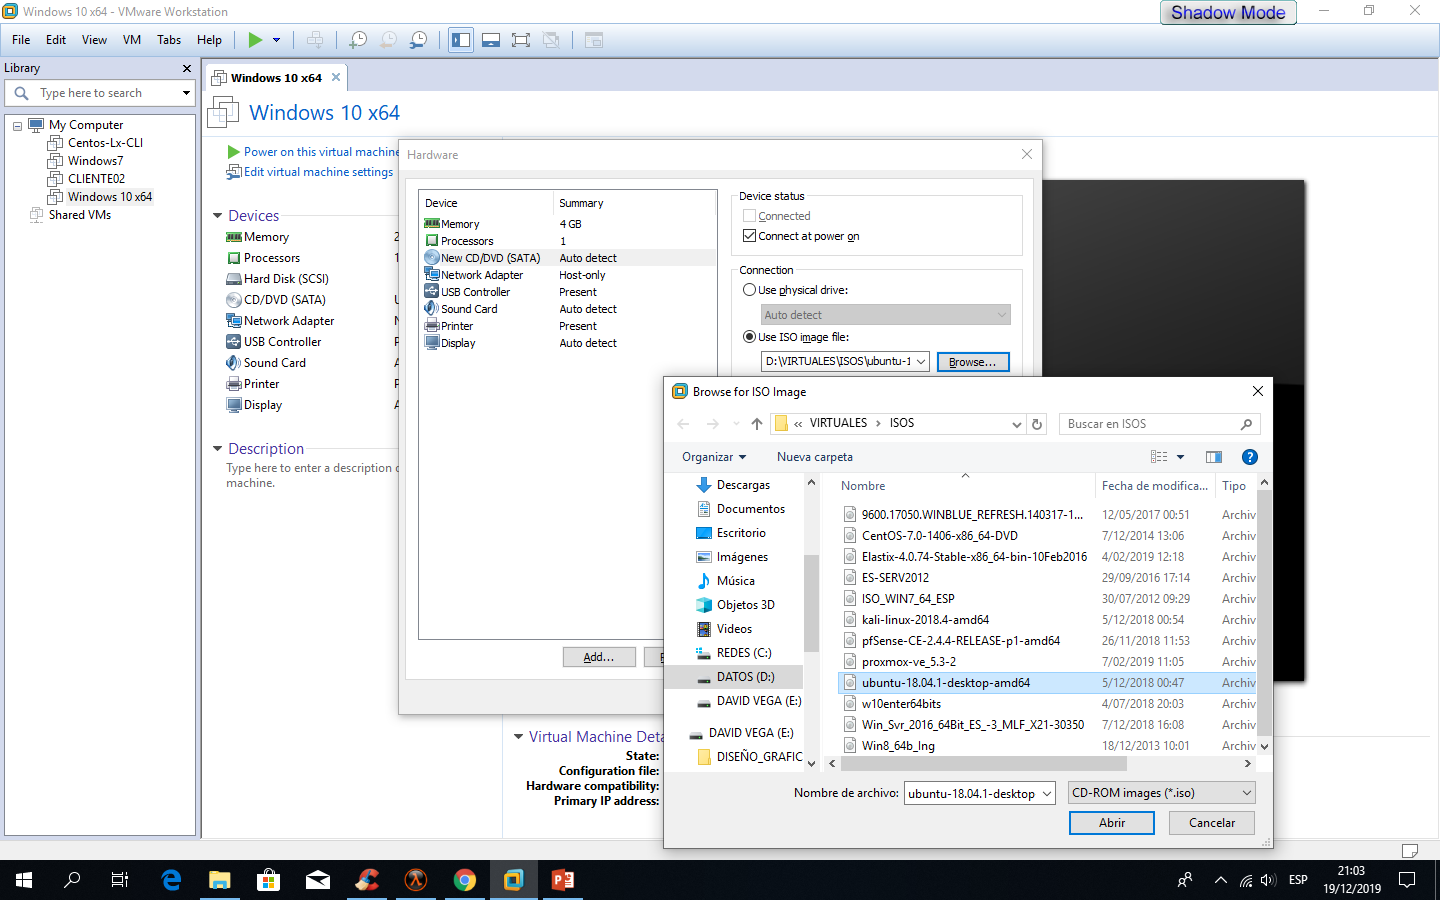 Windows 10 x64 - VMware Workstation
Shadow Mode
File Edit View VM Tabs Help
Library
Type here to search
My Computer
Centos-Lx-CLI
Windows7
CLIENTE02
Windows 10 x64
Shared VMs
Windows 10 x64
Windows 10 x64
Power on this virtual machine
Edit virtual machine settings
Devices
Memory 2
Processors 1
Hard Disk (SCSI)
CD/DVD (SATA)
Network Adapter
USB Controller
Sound Card
Printer
Display
Description
Type here to enter a description
machine.
Hardware
Device Summary
Memory 4 GB
Processors 1
New CD/DVD (SATA) Auto detect
Network Adapter Host-only
USB Controller Present
Sound Card Auto detect
Printer Present
Display Auto detect
Add...
Device status
Connected
Connect at power on
Connection
Use physical drive:
Auto detect
Use ISO image file:
D:\VIRTUALES\ISOS\ubuntu-1
Browse...
Virtual Machine Deta
State:
Configuration file:
Hardware compatibility:
Primary IP address:
Browse for ISO Image
« VIRTUALES > ISOS
Buscar en ISOS
Organizar Nueva carpeta
Descargas
Documentos
Escritorio
Imágenes
Música
Objetos 3D
Videos
REDES (C:)
DATOS (D:)
DAVID VEGA (E:)
DAVID VEGA (E:)
DISEÑO_GRAFIC
Nombre Fecha de modifica... Tipo
9600.17050.WINBLUE_REFRESH.140317-1... 12/05/2017 00:51 Archiv
CentOS-7.0-1406-x86_64-DVD 7/12/2014 13:06 Archiv
Elastix-4.0.74-Stable-x86_64-bin-10Feb2016 4/02/2019 12:18 Archiv
ES-SERV2012 29/09/2016 17:14 Archiv
ISO_WIN7_64_ESP 30/07/2012 09:29 Archiv
kali-linux-2018.4-amd64 5/12/2018 00:54 Archiv
pfSense-CE-2.4.4-RELEASE-p1-amd64 26/11/2018 11:53 Archiv
proxmox-ve_5.3-2 7/02/2019 11:05 Archiv
ubuntu-18.04.1-desktop-amd64 5/12/2018 00:47 Archiv
w10enter64bits 4/07/2018 20:03 Archiv
Win_Svr_2016_64Bit_ES_-3_MLF_X21-30350 7/12/2018 16:08 Archiv
Win8_64b_Ing 18/12/2013 10:01 Archiv
Nombre de archivo: ubuntu-18.04.1-desktop CD-ROM images (*.iso)
Abrir Cancelar
ESP
21:03
19/12/2019